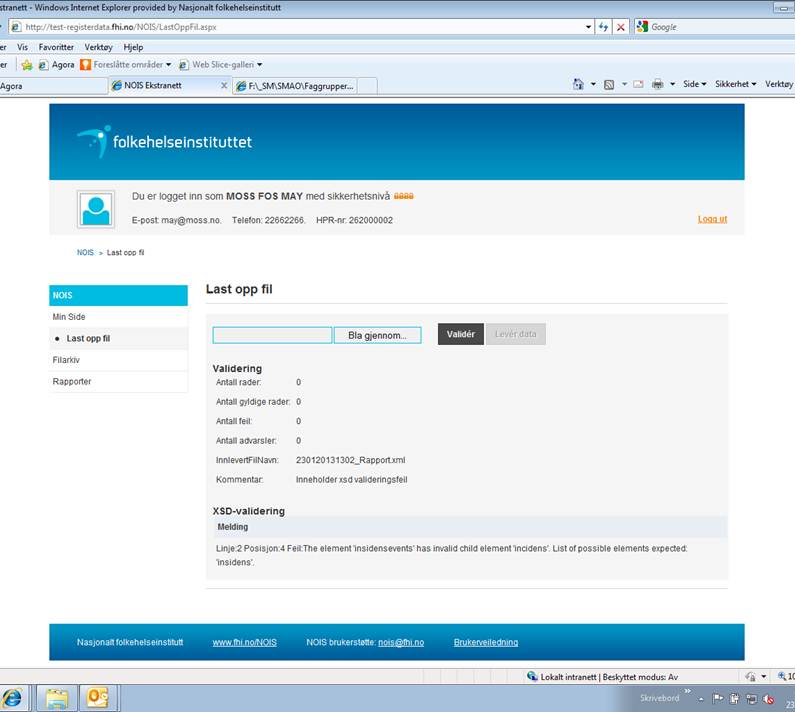 stranett - Windows Internet Explorer provided by Nasjonalt folkehelseinstitutt
http://test-registerdata.fhi.no/NOIS/LastOppFil.aspx
Google
er Vis Favoritter Verktøy Hjelp
er Agora Foreslåtte områder Web Slice-galleri
Agora
NOIS Ekstranett x
F:\_SM\SMAO\Faggrupper...
Side Sikkerhet Verktøy
folkehelseinstituttet
Du er logget inn som MOSS FOS MAY med sikkerhetsnivå
E-post: may@moss.no. Telefon: 22662266. HPR-nr: 262000002
Logg ut
NOIS > Last opp fil
NOIS
Min Side
Last opp fil
Filarkiv
Rapporter
Last opp fil
Bla gjennom... Validér Levér data
Validering
Antall rader: 0
Antall gyldige rader: 0
Antall feil: 0
Antall advarsler: 0
InnlevertFilNavn: 230120131302_Rapport.xml
Kommentar: Inneholder xsd valideringsfeil
XSD-validering
Melding
Linje:2 Posisjon:4 Feil:The element 'insidensevents' has invalid child element 'incidens'. List of possible elements expected:
'insidens'.
Nasjonalt folkehelseinstitutt www.fhi.no/NOIS NOIS brukerstøtte: nois@fhi.no Brukerveiledning
Lokalt intranett | Beskyttet modus: Av
10
Skrivebord »
23